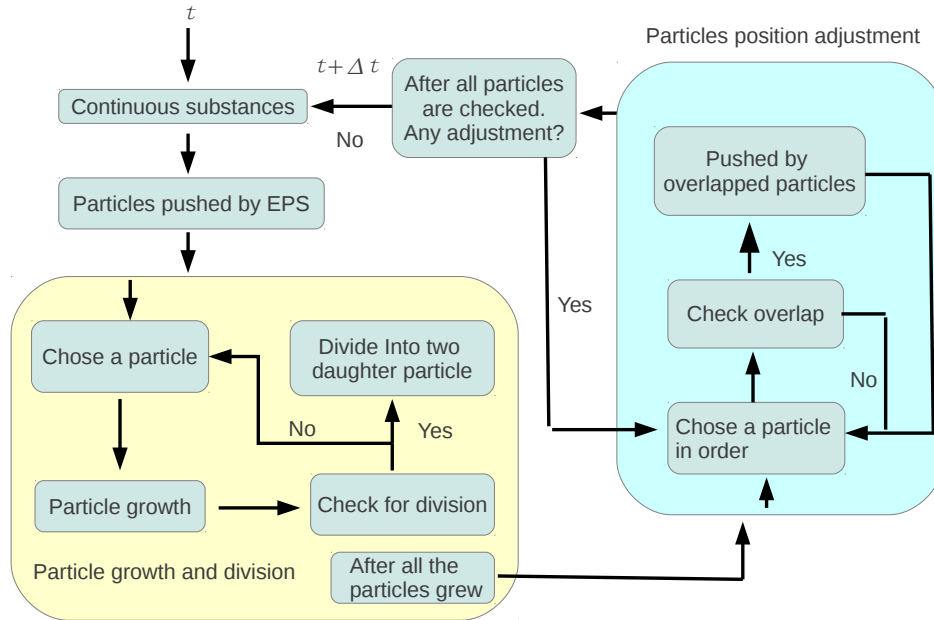 t
Continuous substances
t+Δ t
No
After all particles
are checked.
Any adjustment?
Particles position adjustment
Particles pushed by EPS
Pushed by
overlapped particles
Yes
Check overlap
No
Chose a particle
in order
Yes
Chose a particle
Divide Into two
daughter particle
No
Yes
Particle growth
Check for division
Particle growth and division
After all the
particles grew